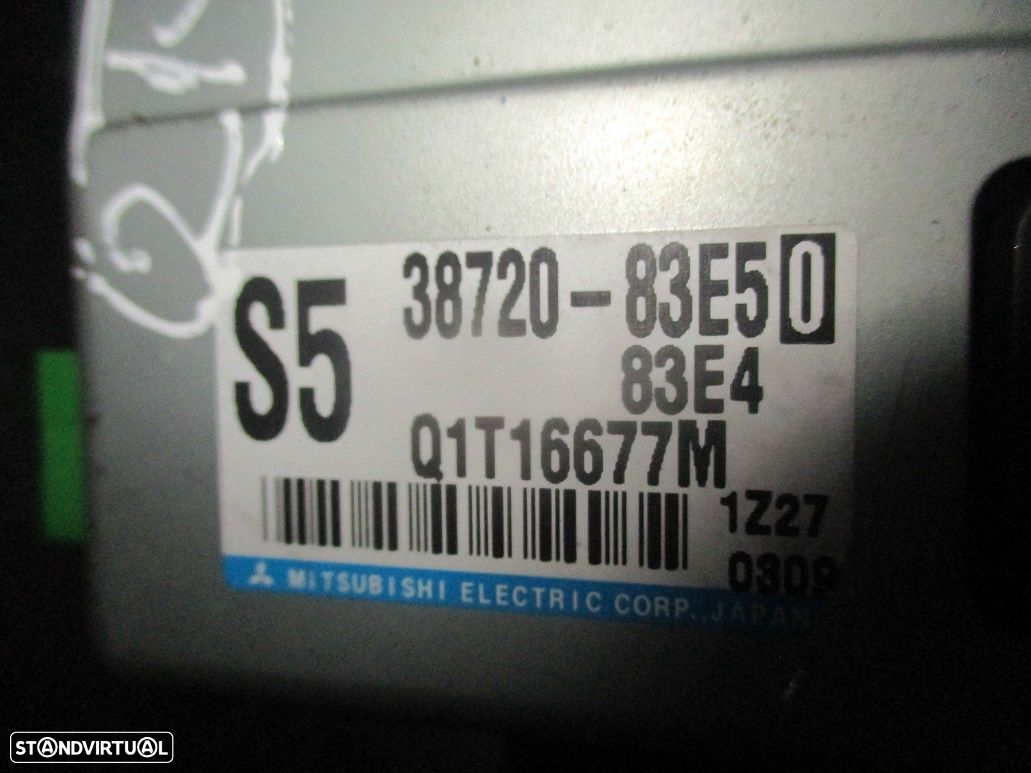 S5
38720-83E50
83E4
Q1T16677M
1Z27
0309
MITSUBISHI ELECTRIC CORP., JAPAN
STANDVIRTUAL